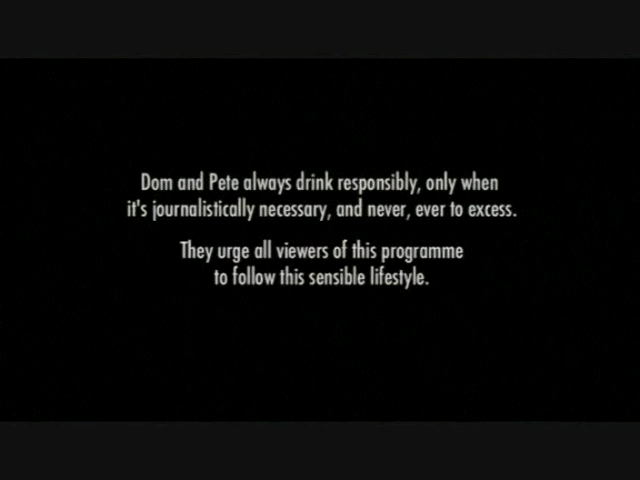 Dom and Pete always drink responsibly, only when
it's journalistically necessary, and never, ever to excess.
They urge all viewers of this programme
to follow this sensible lifestyle.